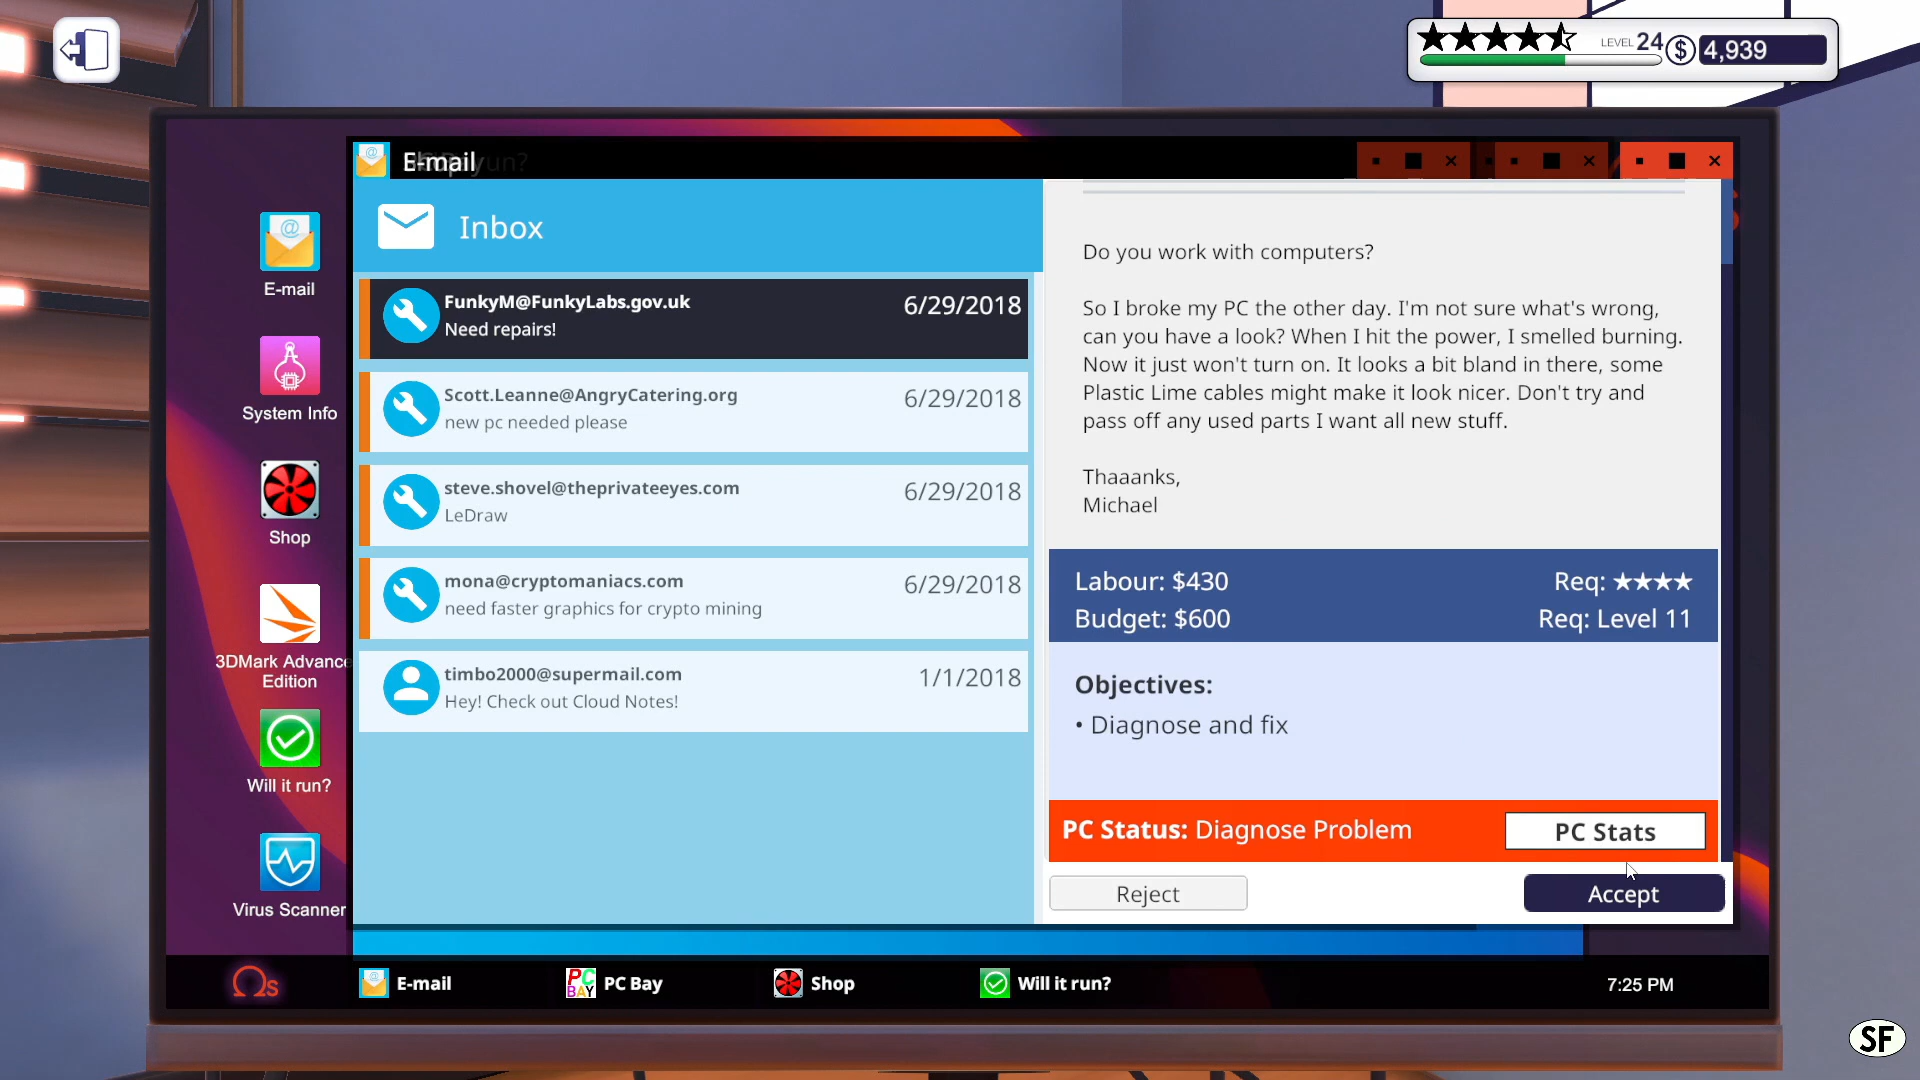 LEVEL 24
$ 4,939
E-mail
Inbox
FunkyM@FunkyLabs.gov.uk
6/29/2018
Need repairs!
Scott.Leanne@AngryCatering.org
6/29/2018
new pc needed please
steve.shovel@theprivateeyes.com
6/29/2018
LeDraw
mona@cryptomaniacs.com
6/29/2018
need faster graphics for crypto mining
timbo2000@supermail.com
1/1/2018
Hey! Check out Cloud Notes!
Do you work with computers?
So I broke my PC the other day. I'm not sure what's wrong,
can you have a look? When I hit the power, I smelled burning.
Now it just won't turn on. It looks a bit bland in there, some
Plastic Lime cables might make it look nicer. Don't try and
pass off any used parts I want all new stuff.
Thaaanks,
Michael
Labour: $430
Req: ★★★★
Budget: $600
Req: Level 11
Objectives:
• Diagnose and fix
PC Status: Diagnose Problem
PC Stats
Reject
Accept
E-mail
System Info
Shop
3DMark Advance
Edition
Will it run?
Virus Scanner
Ωs
E-mail
PC BAY
PC Bay
Shop
Will it run?
7:25 PM
SF